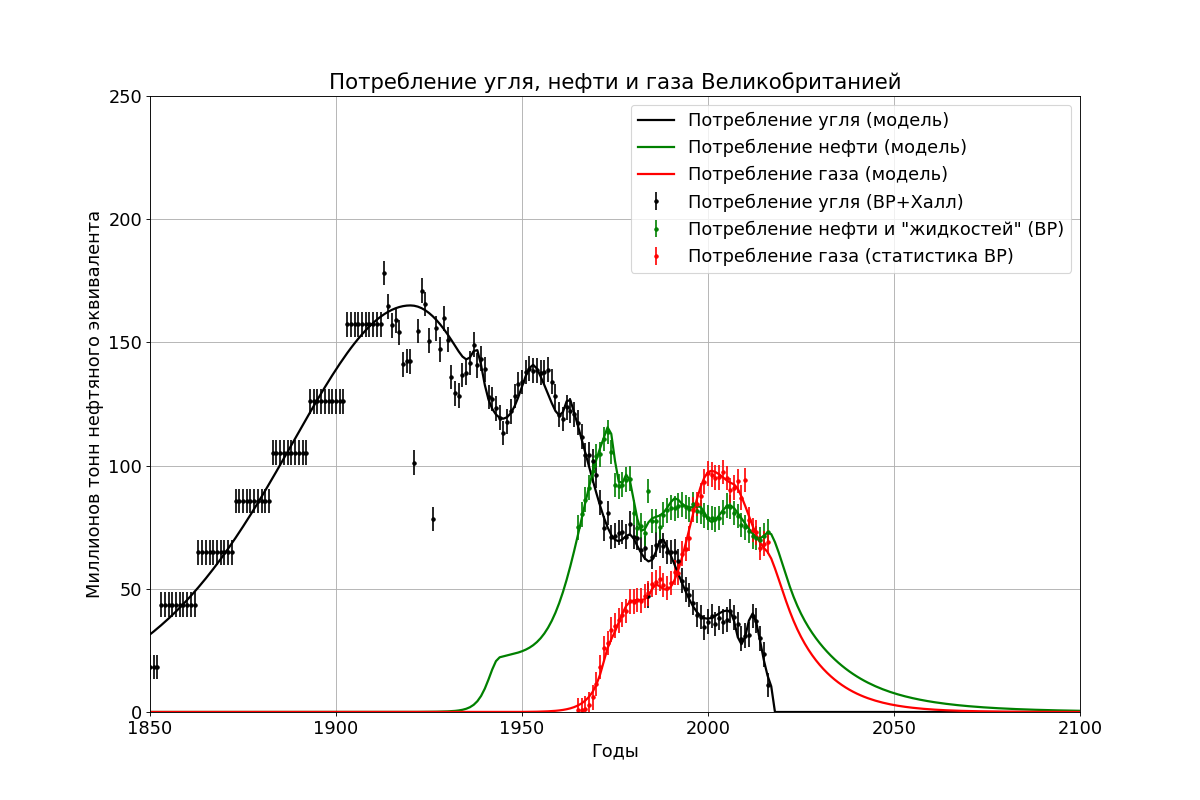 Потребление угля, нефти и газа Великобританией
250
200
150
100
50
0
Миллионов тонн нефтяного эквивалента
Потребление угля (модель)
Потребление нефти (модель)
Потребление газа (модель)
Потребление угля (BP+Халл)
Потребление нефти и "жидкостей" (BP)
Потребление газа (статистика BP)
1850
1900
1950
2000
2050
2100
Годы